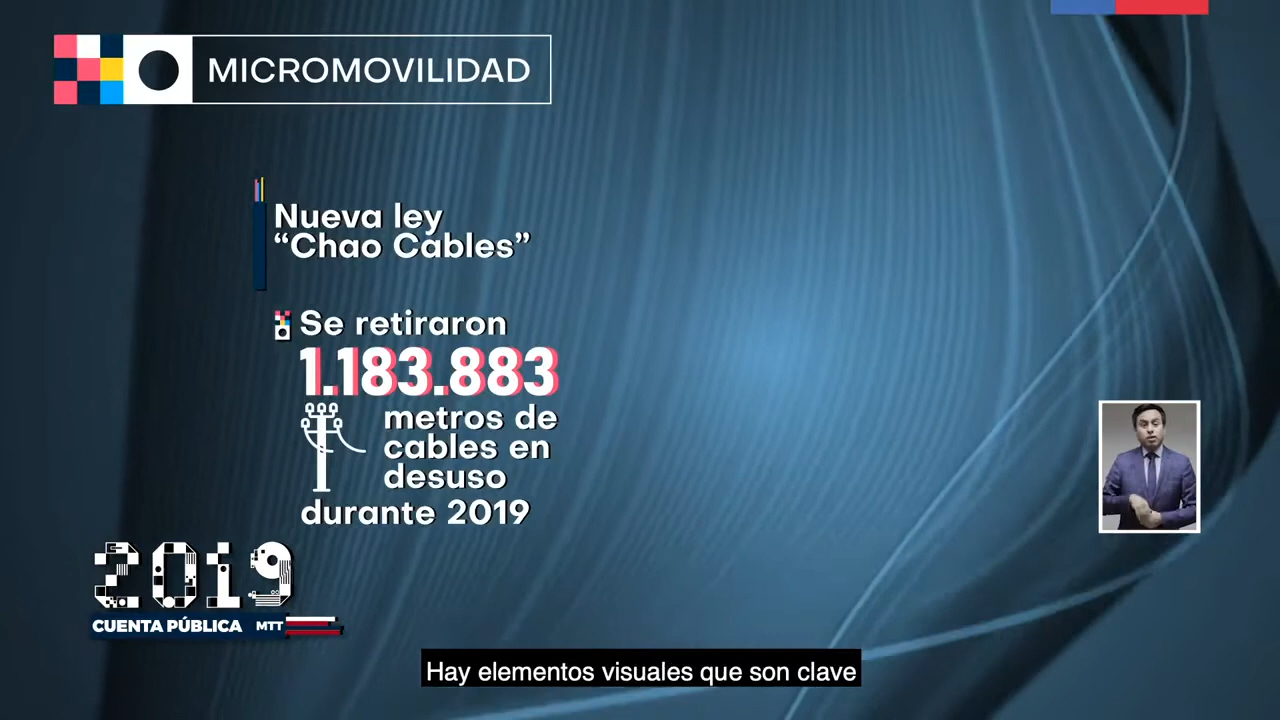 MICROMOVILIDAD
Nueva ley
“Chao Cables”
Se retiraron
1.183.883
metros de
cables en
desuso
durante 2019
2019
CUENTA PÚBLICA MTT
Hay elementos visuales que son clave